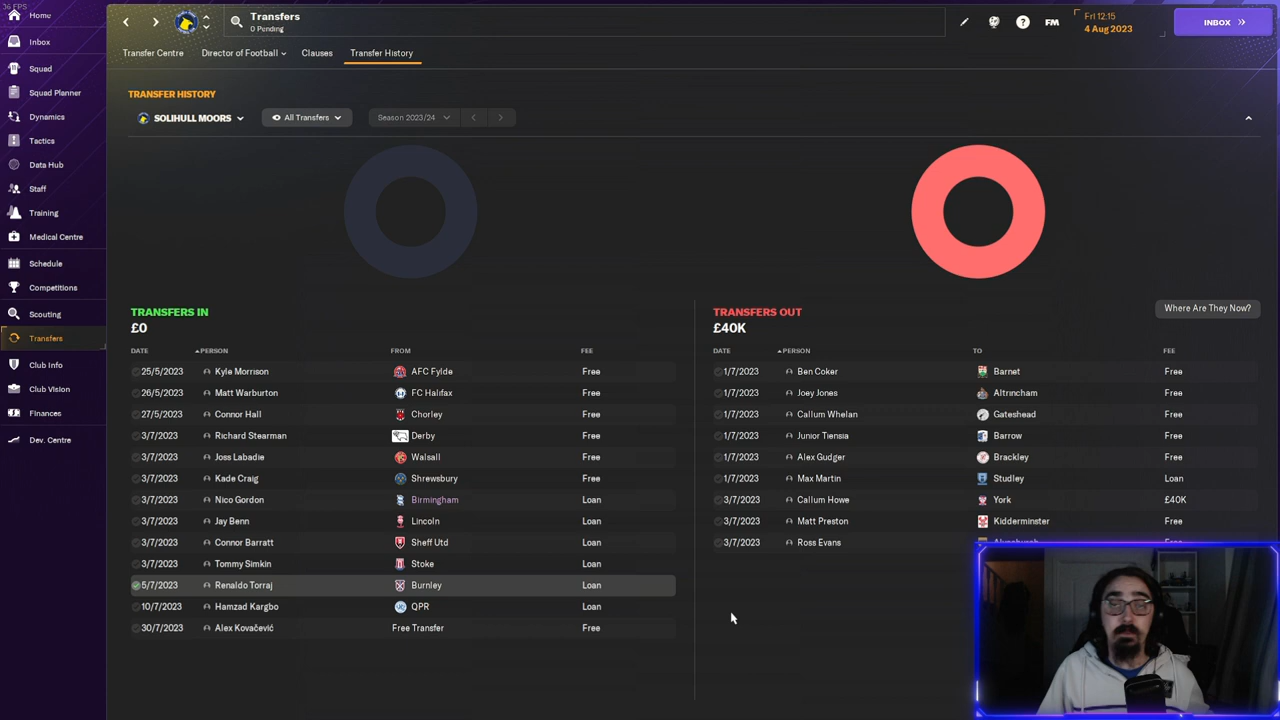 36 FPS
Home
Inbox
Squad
Squad Planner
Dynamics
Tactics
Data Hub
Staff
Training
Medical Centre
Schedule
Competitions
Scouting
Transfers
Club Info
Club Vision
Finances
Dev. Centre
Transfers
0 Pending
FM
Fri 12:15
4 Aug 2023
INBOX
Transfer Centre Director of Football Clauses Transfer History
TRANSFER HISTORY
SOLIHULL MOORS All Transfers Season 2023/24
TRANSFERS IN
£0
DATE PERSON FROM FEE
25/5/2023 Kyle Morrison AFC Fylde Free
26/5/2023 Matt Warburton FC Halifax Free
27/5/2023 Connor Hall Chorley Free
3/7/2023 Richard Stearman Derby Free
3/7/2023 Joss Labadie Walsall Free
3/7/2023 Kade Craig Shrewsbury Free
3/7/2023 Nico Gordon Birmingham Loan
3/7/2023 Jay Benn Lincoln Loan
3/7/2023 Connor Barratt Sheff Utd Loan
3/7/2023 Tommy Simkin Stoke Loan
5/7/2023 Renaldo Torraj Burnley Loan
10/7/2023 Hamzad Kargbo QPR Loan
30/7/2023 Alex Kovačević Free Transfer Free
TRANSFERS OUT
£40K
Where Are They Now?
DATE PERSON TO FEE
1/7/2023 Ben Coker Barnet Free
1/7/2023 Joey Jones Altrincham Free
1/7/2023 Callum Whelan Gateshead Free
1/7/2023 Junior Tiensia Barrow Free
1/7/2023 Alex Gudger Brackley Free
1/7/2023 Max Martin Studley Loan
3/7/2023 Callum Howe York £40K
3/7/2023 Matt Preston Kidderminster Free
3/7/2023 Ross Evans